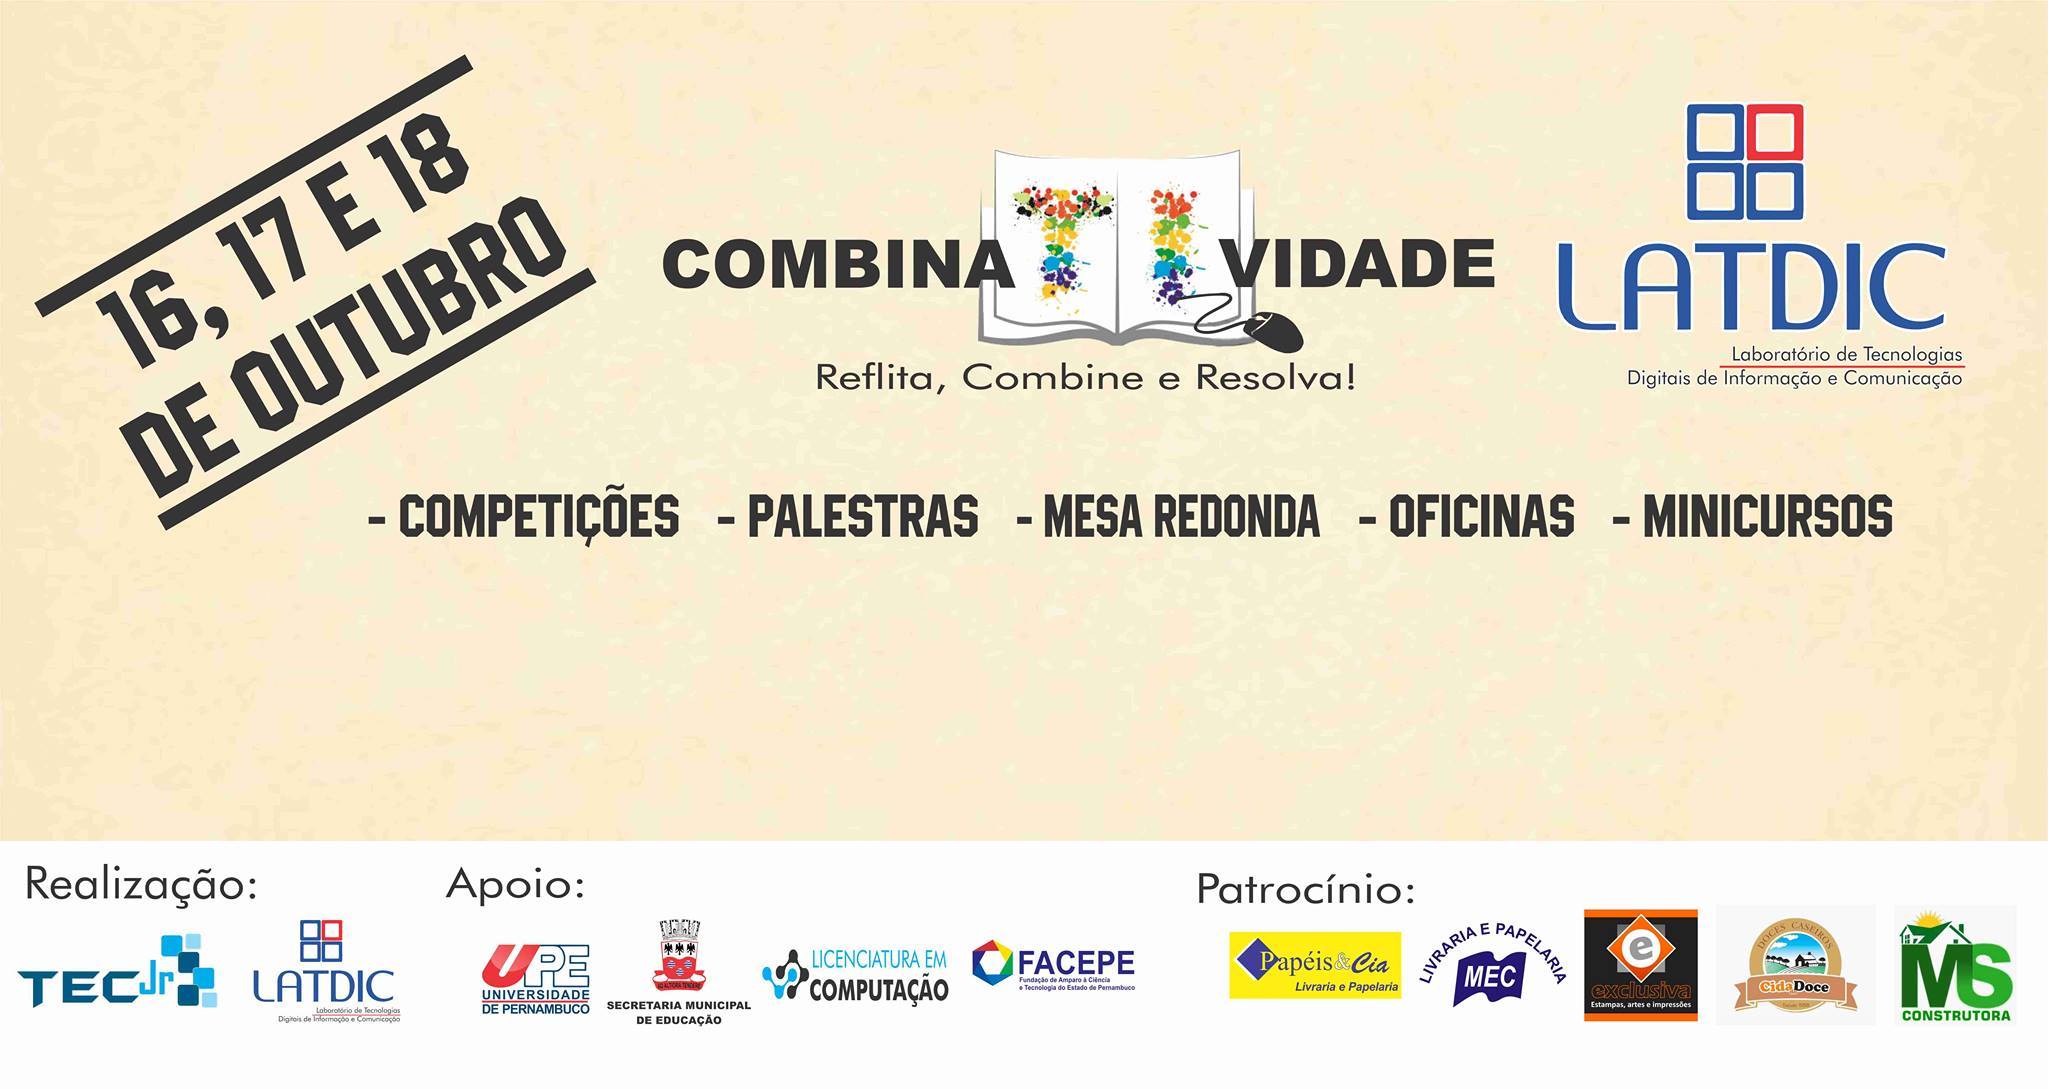 16, 17 E 18
DE OUTUBRO
COMBINATIVIDADE
Reflita, Combine e Resolva!
LATDIC
Laboratório de Tecnologias
Digitais de Informação e Comunicação
- COMPETIÇÕES - PALESTRAS - MESA REDONDA - OFICINAS - MINICURSOS
Realização:
TEC Jr
LATDIC
Laboratório de Tecnologias
Digitais de Informação e Comunicação
Apoio:
UPE
UNIVERSIDADE
DE PERNAMBUCO
SECRETARIA MUNICIPAL
DE EDUCAÇÃO
LICENCIATURA EM
COMPUTAÇÃO
FACEPE
Fundação de Amparo à Ciência
e Tecnologia do Estado de Pernambuco
Patrocínio:
Papéis&Cia
Livraria e Papelaria
LIVRARIA E PAPELARIA
MEC
e
exclusiva
Estampas, artes e impressões
DOCES CASEIROS
CidaDoce
MS
CONSTRUTORA